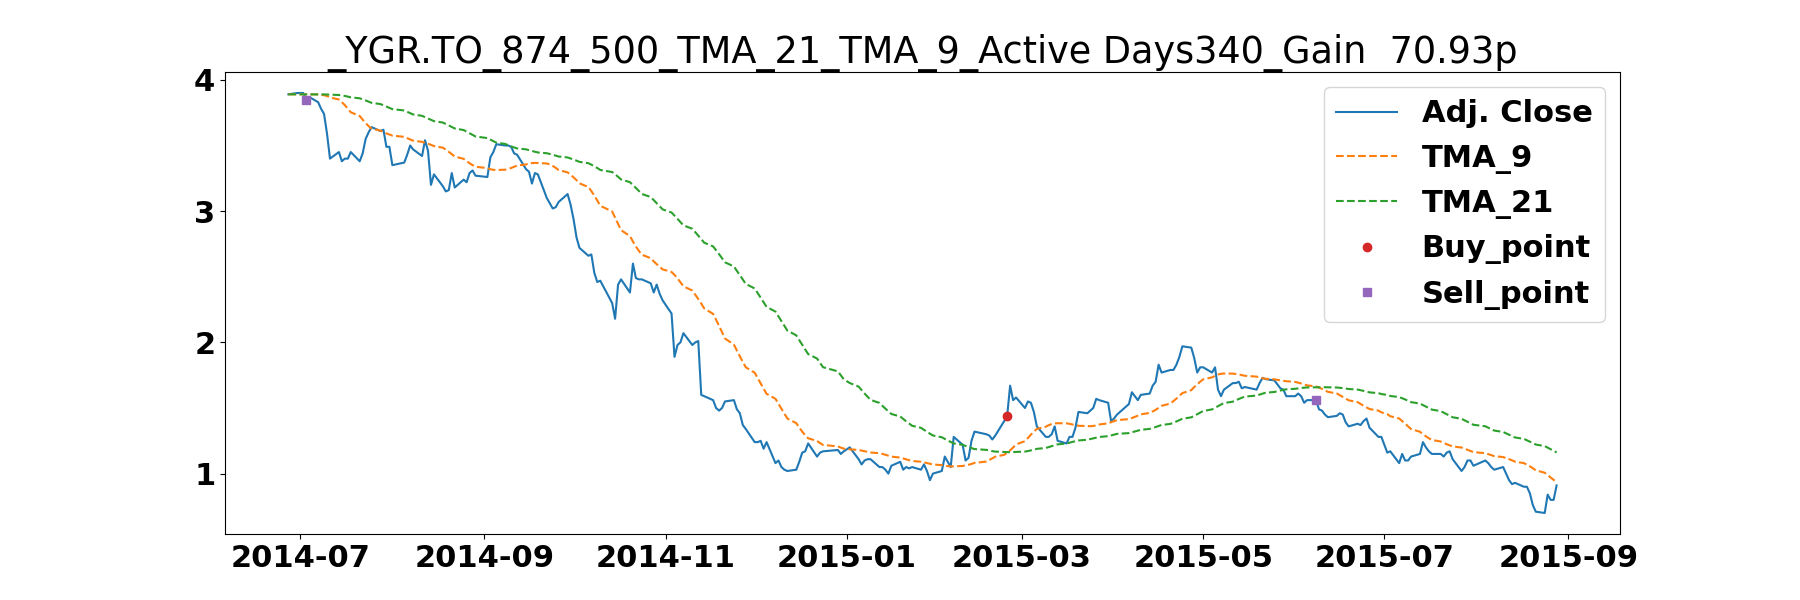 _YGR.TO_874_500_TMA_21_TMA_9_Active Days340_Gain  70.93p
4
3
2
1
Adj. Close
TMA_9
TMA_21
Buy_point
Sell_point
2014-07 2014-09 2014-11 2015-01 2015-03 2015-05 2015-07 2015-09